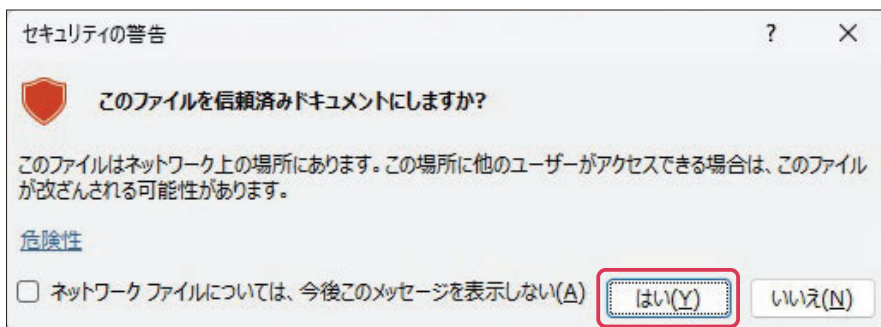 セキュリティの警告
?
このファイルを信頼済みドキュメントにしますか?
このファイルはネットワーク上の場所にあります。この場所に他のユーザーがアクセスできる場合は、このファイル
が改ざんされる可能性があります。
危険性
ネットワーク ファイルについては、今後このメッセージを表示しない(A)
はい(Y)
いいえ(N)